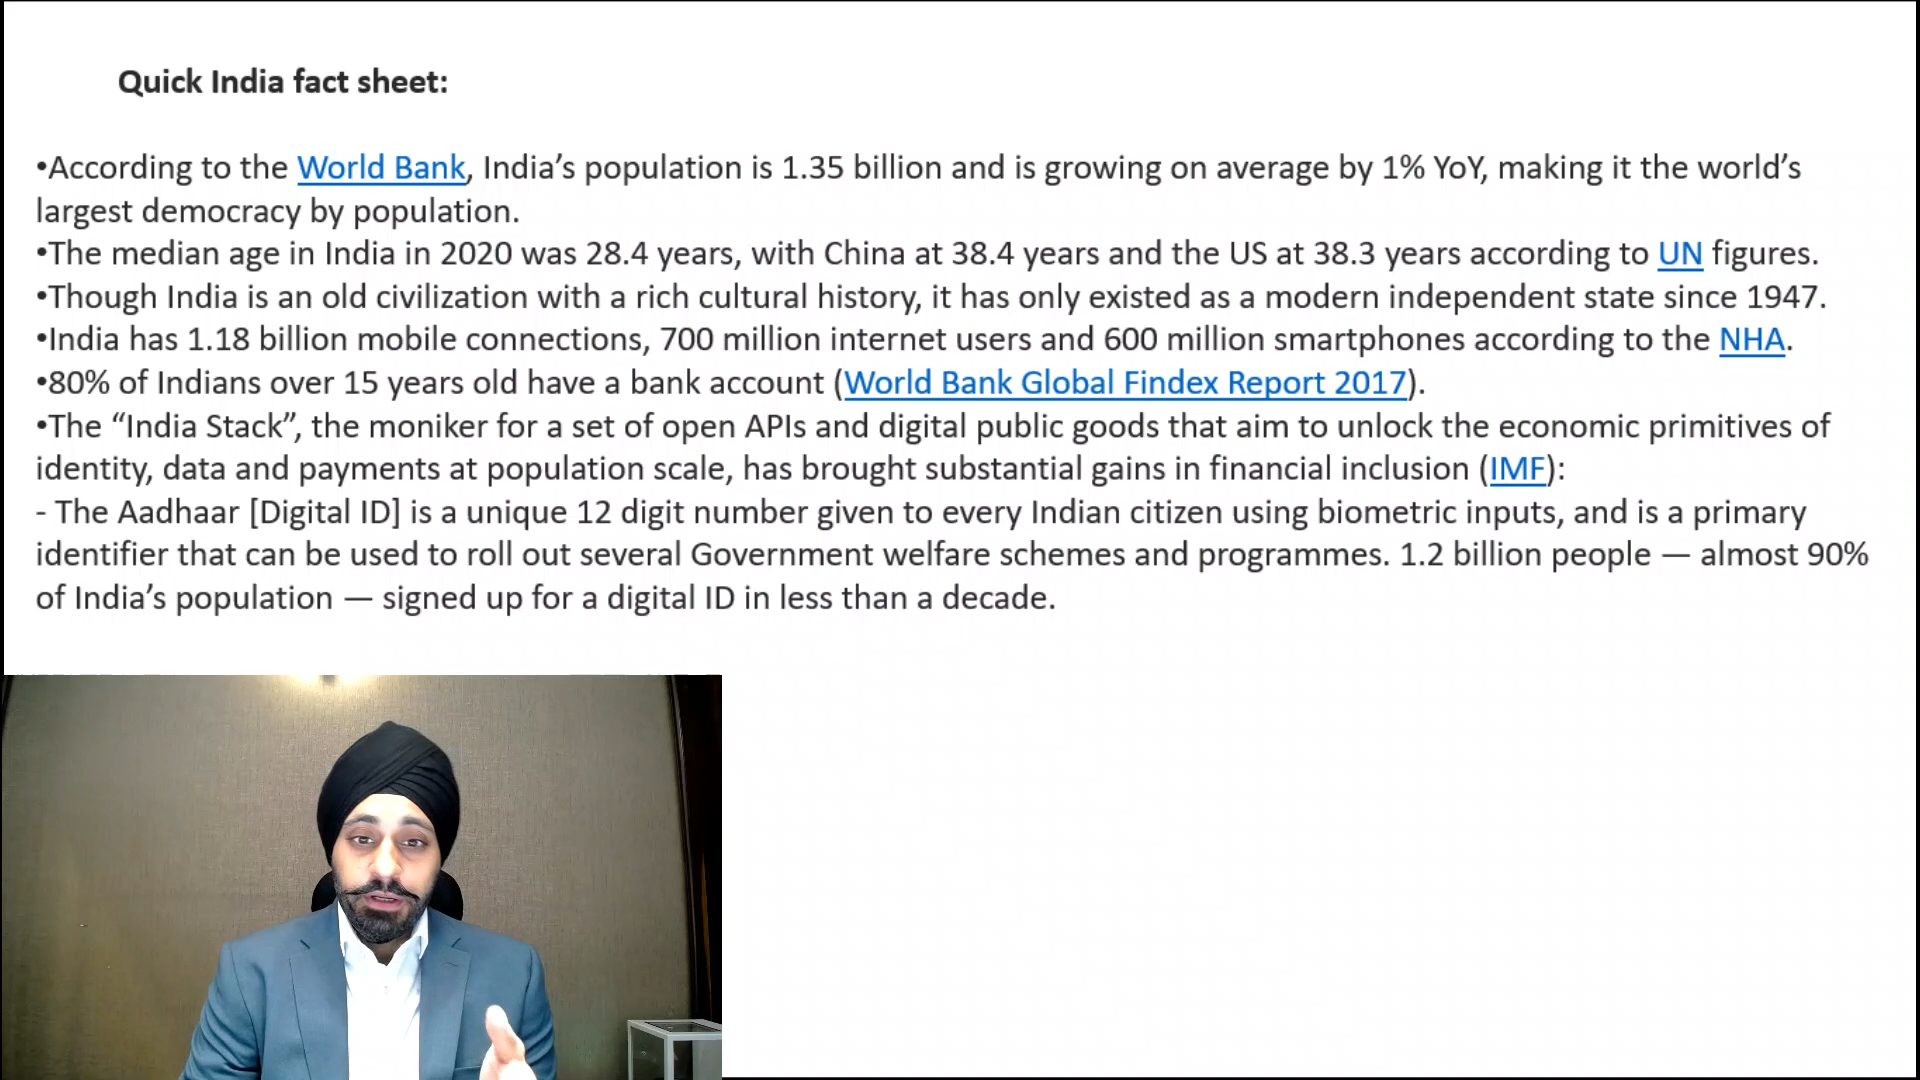 Quick India fact sheet:
•According to the World Bank, India’s population is 1.35 billion and is growing on average by 1% YoY, making it the world’s
largest democracy by population.
•The median age in India in 2020 was 28.4 years, with China at 38.4 years and the US at 38.3 years according to UN figures.
•Though India is an old civilization with a rich cultural history, it has only existed as a modern independent state since 1947.
•India has 1.18 billion mobile connections, 700 million internet users and 600 million smartphones according to the NHA.
•80% of Indians over 15 years old have a bank account (World Bank Global Findex Report 2017).
•The “India Stack”, the moniker for a set of open APIs and digital public goods that aim to unlock the economic primitives of
identity, data and payments at population scale, has brought substantial gains in financial inclusion (IMF):
- The Aadhaar [Digital ID] is a unique 12 digit number given to every Indian citizen using biometric inputs, and is a primary
identifier that can be used to roll out several Government welfare schemes and programmes. 1.2 billion people — almost 90%
of India’s population — signed up for a digital ID in less than a decade.